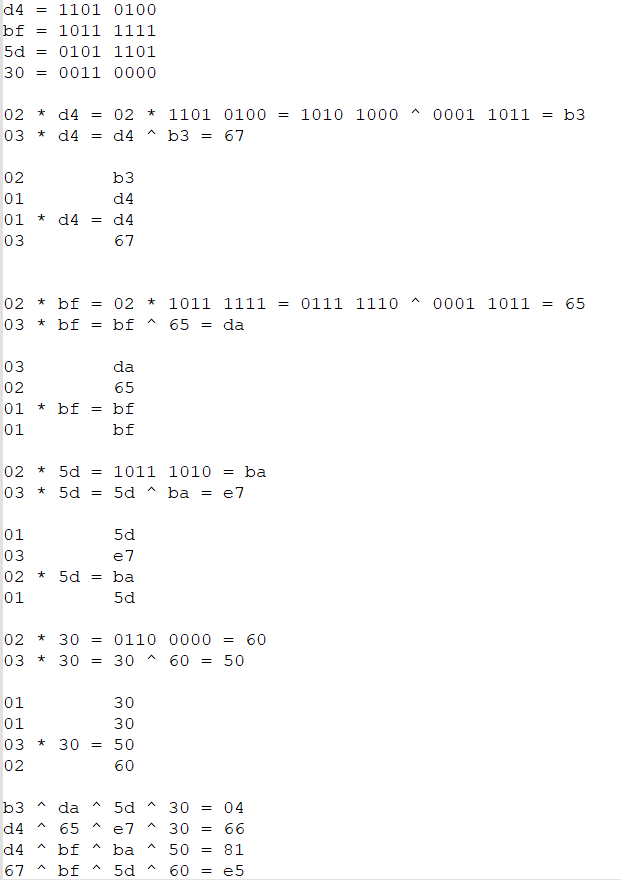 d4 = 1101 0100
bf = 1011 1111
5d = 0101 1101
30 = 0011 0000
02 * d4 = 02 * 1101 0100 = 1010 1000 ^ 0001 1011 = b3
03 * d4 = d4 ^ b3 = 67
02 b3
01 d4
01 * d4 = d4
03 67
02 * bf = 02 * 1011 1111 = 0111 1110 ^ 0001 1011 = 65
03 * bf = bf ^ 65 = da
03 da
02 65
01 * bf = bf
01 bf
02 * 5d = 1011 1010 = ba
03 * 5d = 5d ^ ba = e7
01 5d
03 e7
02 * 5d = ba
01 5d
02 * 30 = 0110 0000 = 60
03 * 30 = 30 ^ 60 = 50
01 30
01 30
03 * 30 = 50
02 60
b3 ^ da ^ 5d ^ 30 = 04
d4 ^ 65 ^ e7 ^ 30 = 66
d4 ^ bf ^ ba ^ 50 = 81
67 ^ bf ^ 5d ^ 60 = e5